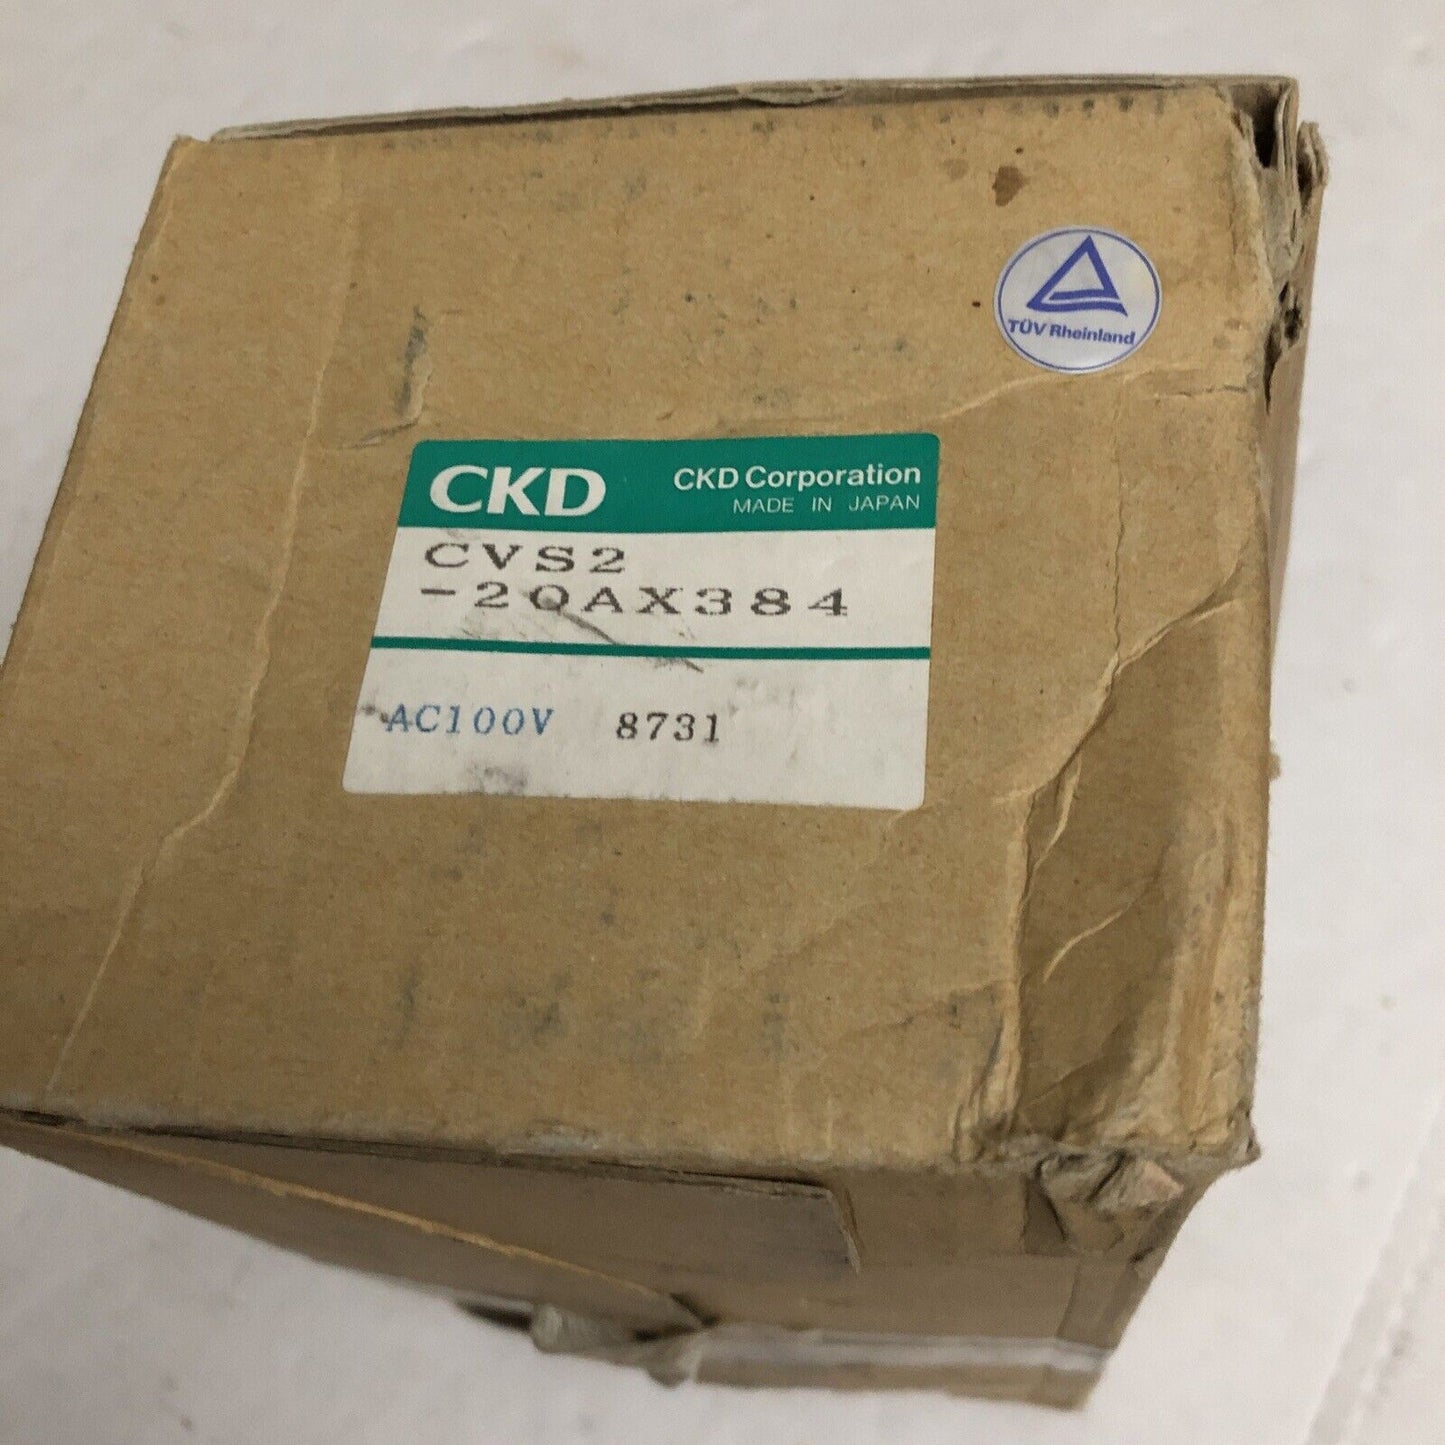 TÜV Rheinland
CKD
CKD Corporation
MADE IN JAPAN
CVS2
-20AX384
AC100V 8731